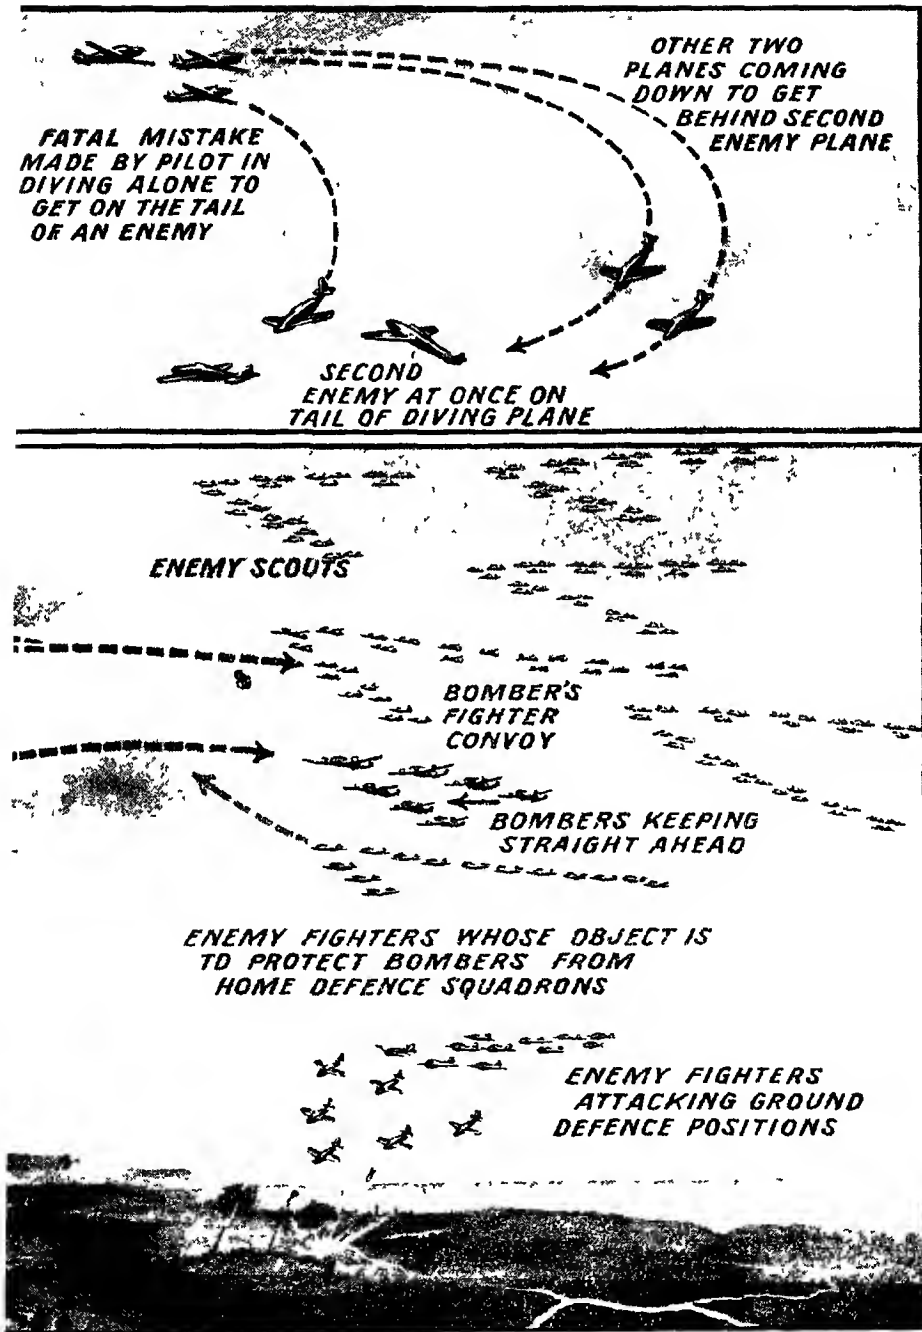 OTHER TWO
PLANES COMING
DOWN TO GET
BEHIND SECOND
ENEMY PLANE
FATAL MISTAKE
MADE BY PILOT IN
DIVING ALONE TO
GET ON THE TAIL
OF AN ENEMY
SECOND
ENEMY AT ONCE ON
TAIL OF DIVING PLANE
ENEMY SCOUTS
BOMBER'S
FIGHTER
CONVOY
BOMBERS KEEPING
STRAIGHT AHEAD
ENEMY FIGHTERS WHOSE OBJECT IS
TO PROTECT BOMBERS FROM
HOME DEFENCE SQUADRONS
ENEMY FIGHTERS
ATTACKING GROUND
DEFENCE POSITIONS